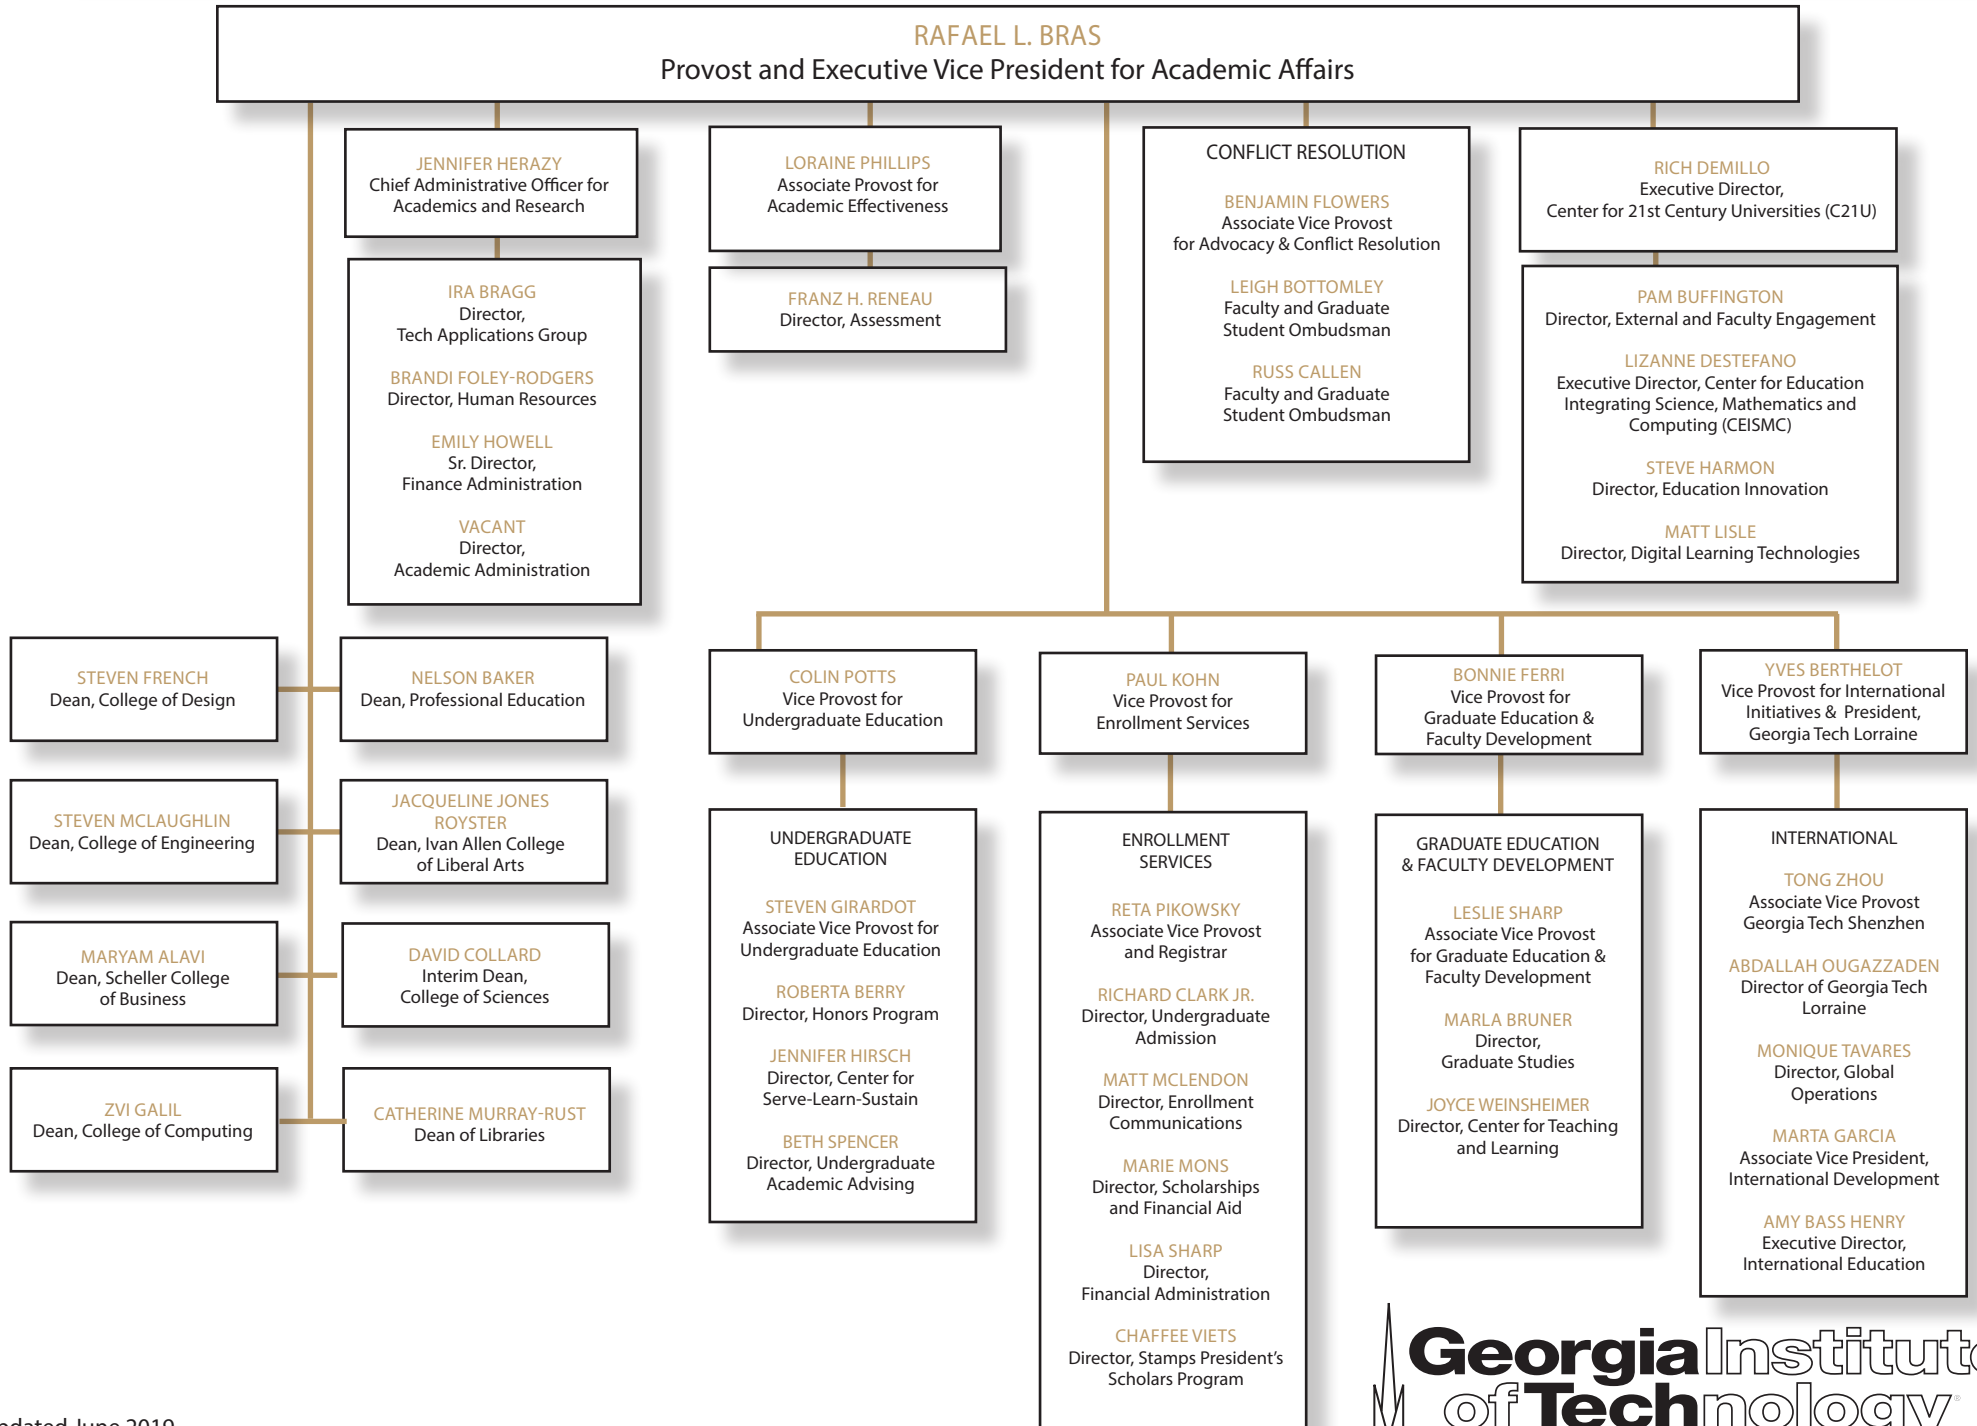 RAFAEL L. BRAS
Provost and Executive Vice President for Academic Affairs
JENNIFER HERAZY
Chief Administrative Officer for
Academics and Research
IRA BRAGG
Director,
Tech Applications Group
BRANDI FOLEY-RODGERS
Director, Human Resources
EMILY HOWELL
Sr. Director,
Finance Administration
VACANT
Director,
Academic Administration
LORAINE PHILLIPS
Associate Provost for
Academic Effectiveness
FRANZ H. RENEAU
Director, Assessment
CONFLICT RESOLUTION
BENJAMIN FLOWERS
Associate Vice Provost
for Advocacy & Conflict Resolution
LEIGH BOTTOMLEY
Faculty and Graduate
Student Ombudsman
RUSS CALLEN
Faculty and Graduate
Student Ombudsman
RICH DEMILLO
Executive Director,
Center for 21st Century Universities (C21U)
PAM BUFFINGTON
Director, External and Faculty Engagement
LIZANNE DESTEFANO
Executive Director, Center for Education
Integrating Science, Mathematics and
Computing (CEISMC)
STEVE HARMON
Director, Education Innovation
MATT LISLE
Director, Digital Learning Technologies
STEVEN FRENCH
Dean, College of Design
NELSON BAKER
Dean, Professional Education
STEVEN MCLAUGHLIN
Dean, College of Engineering
JACQUELINE JONES
ROYSTER
Dean, Ivan Allen College
of Liberal Arts
MARYAM ALAVI
Dean, Scheller College
of Business
DAVID COLLARD
Interim Dean,
College of Sciences
ZVI GALIL
Dean, College of Computing
CATHERINE MURRAY-RUST
Dean of Libraries
COLIN POTTS
Vice Provost for
Undergraduate Education
UNDERGRADUATE
EDUCATION
STEVEN GIRARDOT
Associate Vice Provost for
Undergraduate Education
ROBERTA BERRY
Director, Honors Program
JENNIFER HIRSCH
Director, Center for
Serve-Learn-Sustain
BETH SPENCER
Director, Undergraduate
Academic Advising
PAUL KOHN
Vice Provost for
Enrollment Services
ENROLLMENT
SERVICES
RETA PIKOWSKY
Associate Vice Provost
and Registrar
RICHARD CLARK JR.
Director, Undergraduate
Admission
MATT MCLENDON
Director, Enrollment
Communications
MARIE MONS
Director, Scholarships
and Financial Aid
LISA SHARP
Director,
Financial Administration
CHAFFEE VIETS
Director, Stamps President's
Scholars Program
BONNIE FERRI
Vice Provost for
Graduate Education &
Faculty Development
GRADUATE EDUCATION
& FACULTY DEVELOPMENT
LESLIE SHARP
Associate Vice Provost
for Graduate Education &
Faculty Development
MARLA BRUNER
Director,
Graduate Studies
JOYCE WEINSHEIMER
Director, Center for Teaching
and Learning
YVES BERTHELOT
Vice Provost for International
Initiatives & President,
Georgia Tech Lorraine
INTERNATIONAL
TONG ZHOU
Associate Vice Provost
Georgia Tech Shenzhen
ABDALLAH OUGAZZADEN
Director of Georgia Tech
Lorraine
MONIQUE TAVARES
Director, Global
Operations
MARTA GARCIA
Associate Vice President,
International Development
AMY BASS HENRY
Executive Director,
International Education
Georgia Institute
of Technology
pdated June 2019